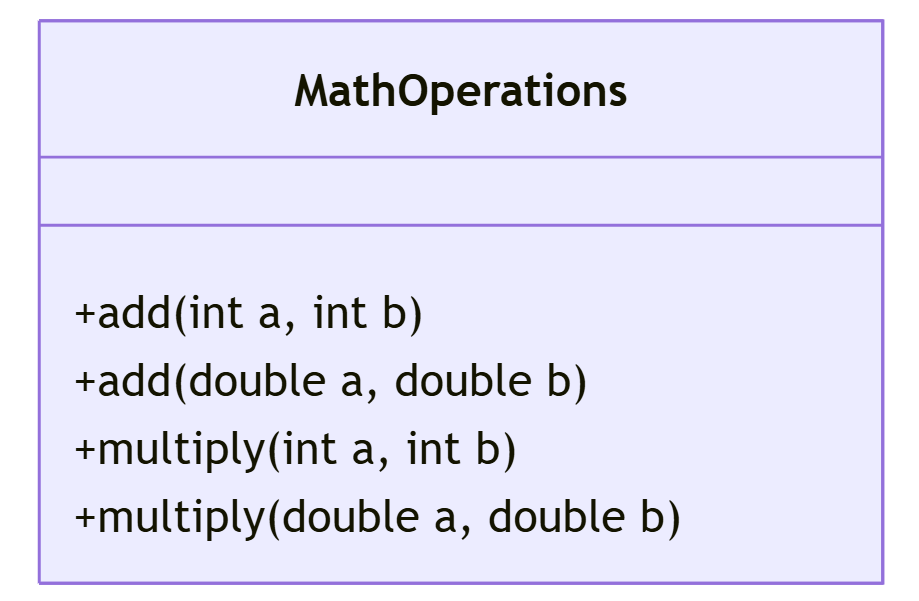 MathOperations
+add(int a, int b)
+add(double a, double b)
+multiply(int a, int b)
+multiply(double a, double b)